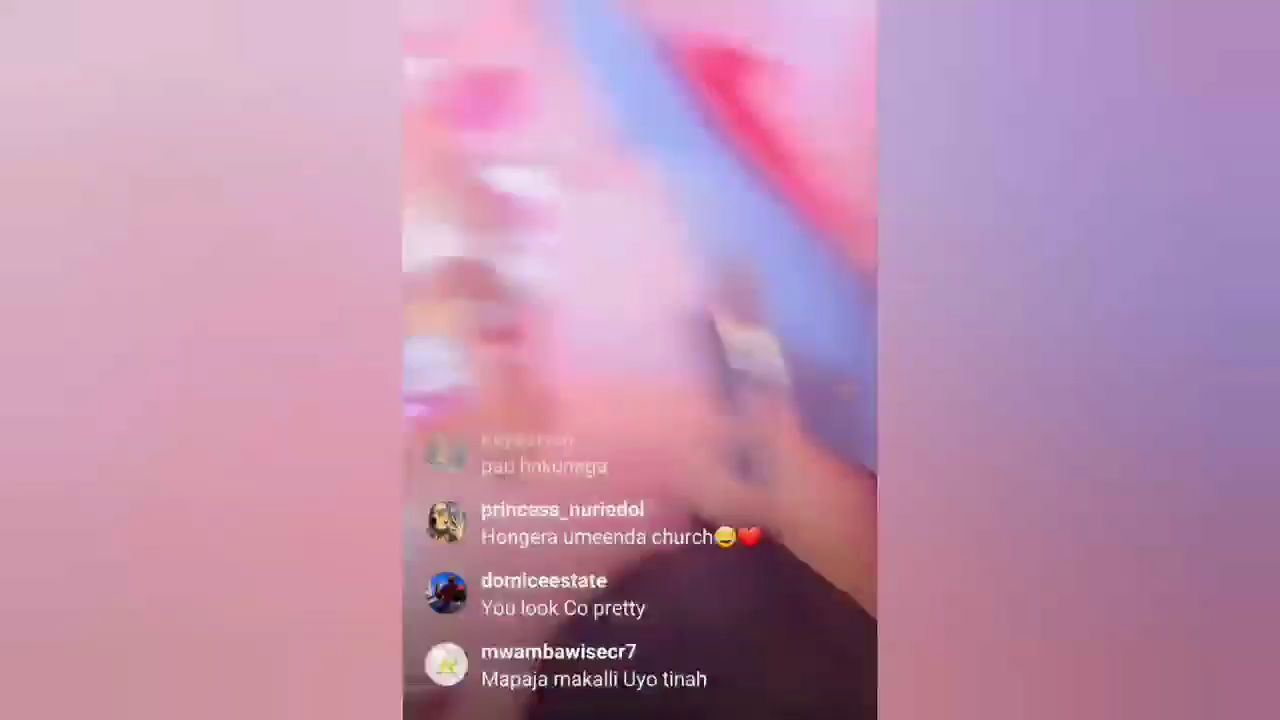 princess_nuriedol
Hongera umeenda church😅❤️
domiceestate
You look Co pretty
mwambawisecr7
Mapaja makalli Uyo tinah